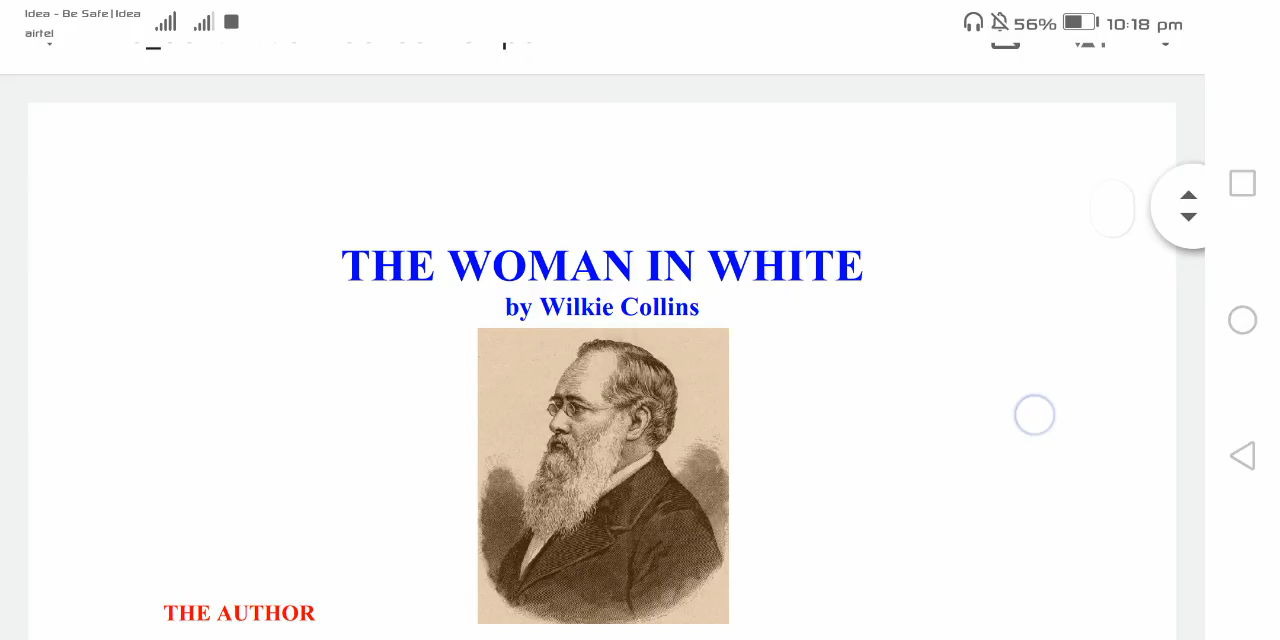 Idea - Be Safe|Idea
airtel
56%
10:18 pm
THE WOMAN IN WHITE
by Wilkie Collins
THE AUTHOR